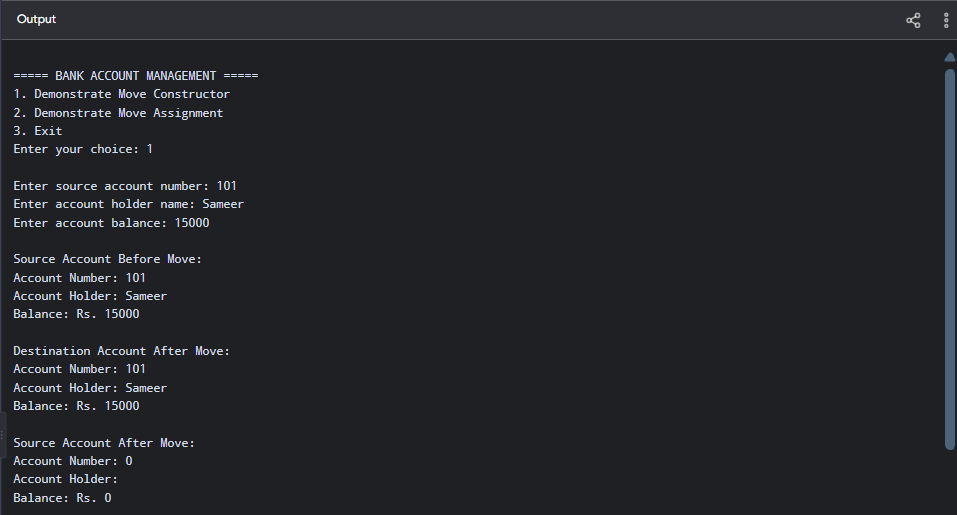 Output
===== BANK ACCOUNT MANAGEMENT =====
1. Demonstrate Move Constructor
2. Demonstrate Move Assignment
3. Exit
Enter your choice: 1
Enter source account number: 101
Enter account holder name: Sameer
Enter account balance: 15000
Source Account Before Move:
Account Number: 101
Account Holder: Sameer
Balance: Rs. 15000
Destination Account After Move:
Account Number: 101
Account Holder: Sameer
Balance: Rs. 15000
Source Account After Move:
Account Number: 0
Account Holder:
Balance: Rs. 0